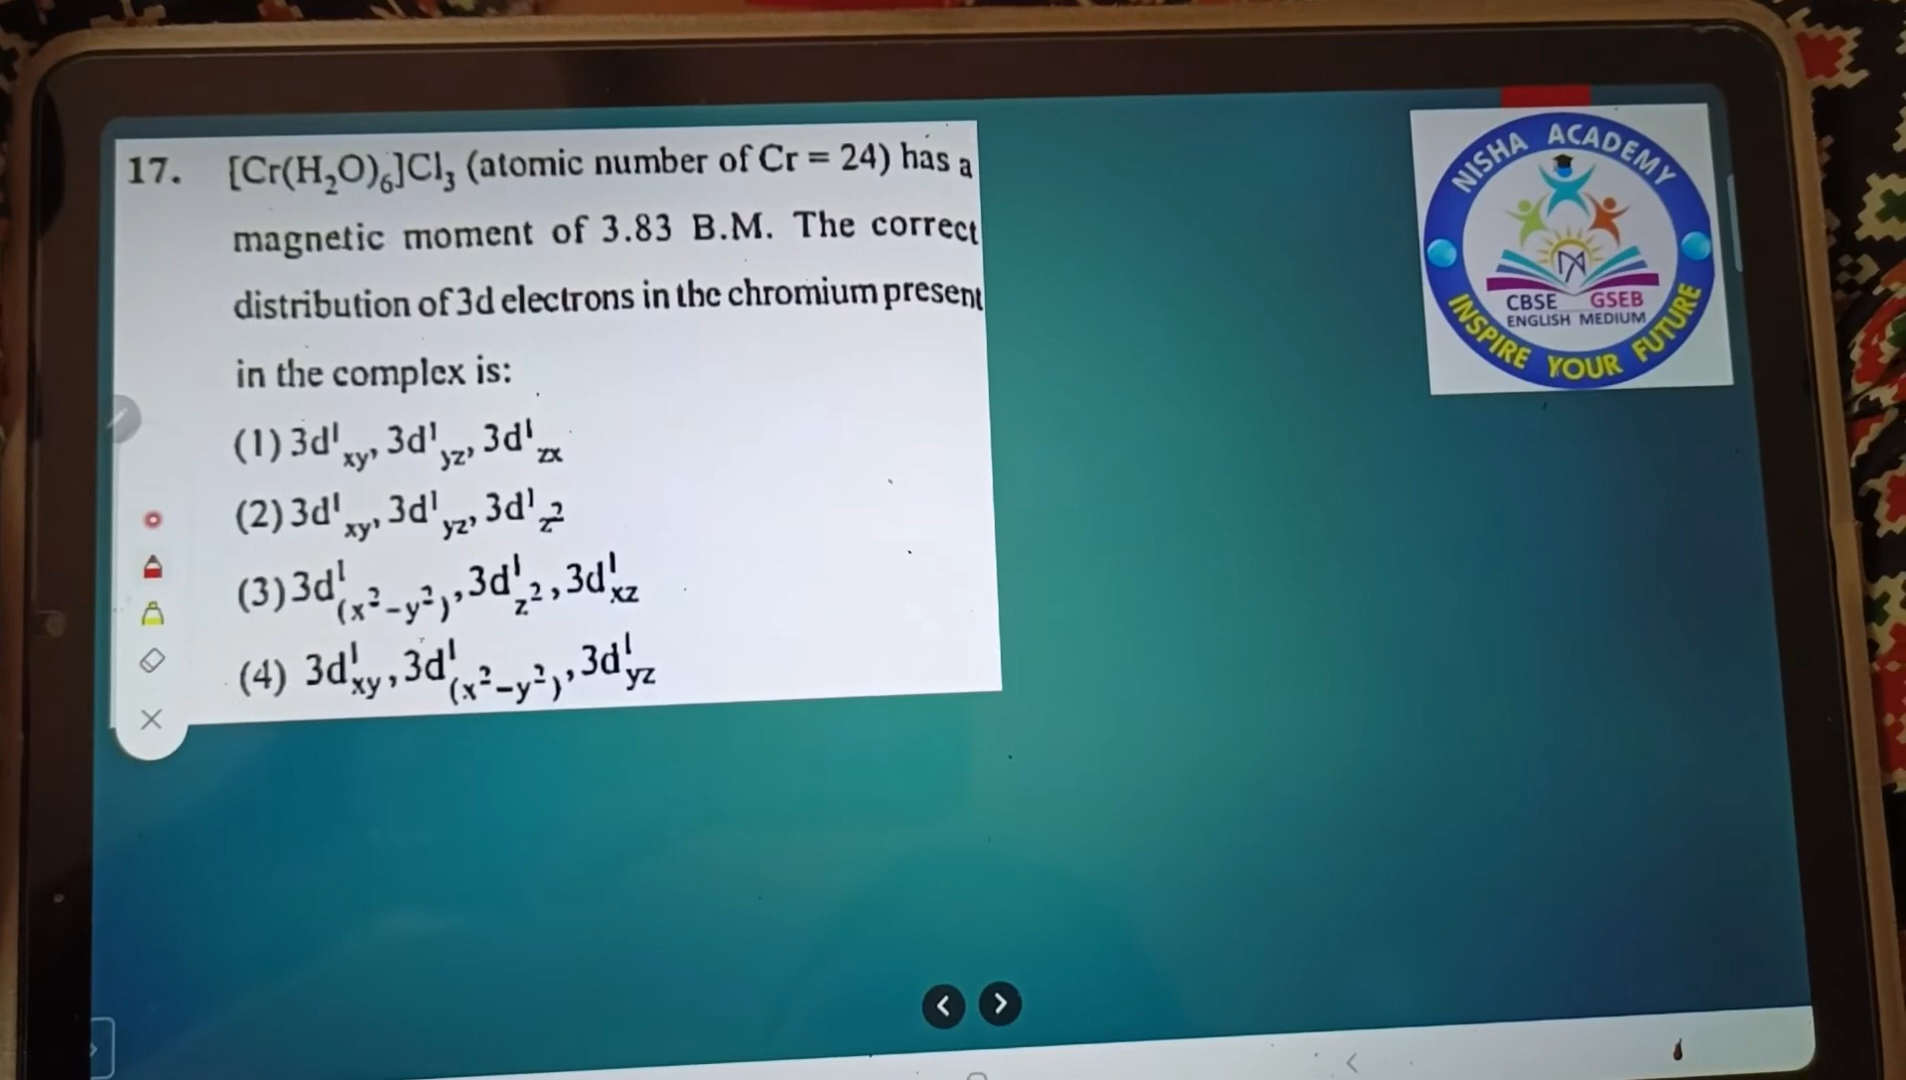 17. [Cr(H₂O)₆]Cl₃ (atomic number of Cr = 24) has a
magnetic moment of 3.83 B.M. The correct
distribution of 3d electrons in the chromium present
in the complex is:
(1) 3d¹xy, 3d¹yz, 3d¹zx
(2) 3d¹xy, 3d¹yz, 3d¹z²
(3) 3d¹(x²−y²), 3d¹z², 3d¹xz
(4) 3d¹xy, 3d¹(x²−y²), 3d¹yz
NISHA ACADEMY
CBSE GSEB
ENGLISH MEDIUM
INSPIRE YOUR FUTURE